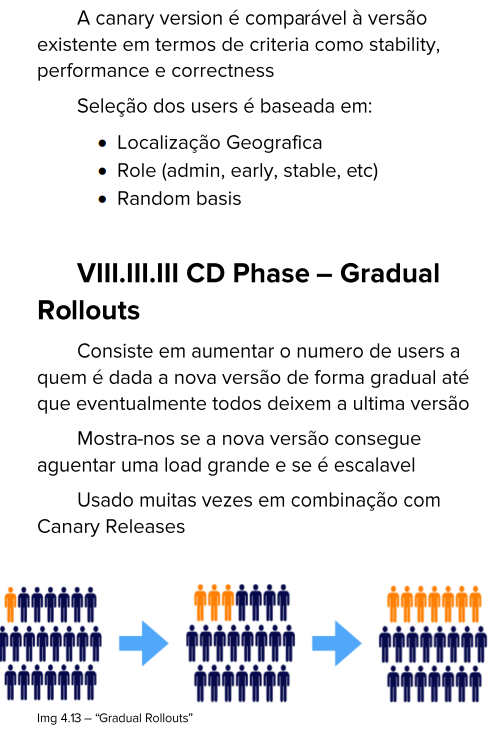 A canary version é comparável à versão
existente em termos de criteria como stability,
performance e correctness
Seleção dos users é baseada em:
• Localização Geografica
• Role (admin, early, stable, etc)
• Random basis
VIII.III.III CD Phase – Gradual
Rollouts
Consiste em aumentar o numero de users a
quem é dada a nova versão de forma gradual até
que eventualmente todos deixem a ultima versão
Mostra-nos se a nova versão consegue
aguentar uma load grande e se é escalavel
Usado muitas vezes em combinação com
Canary Releases
Img 4.13 – “Gradual Rollouts”